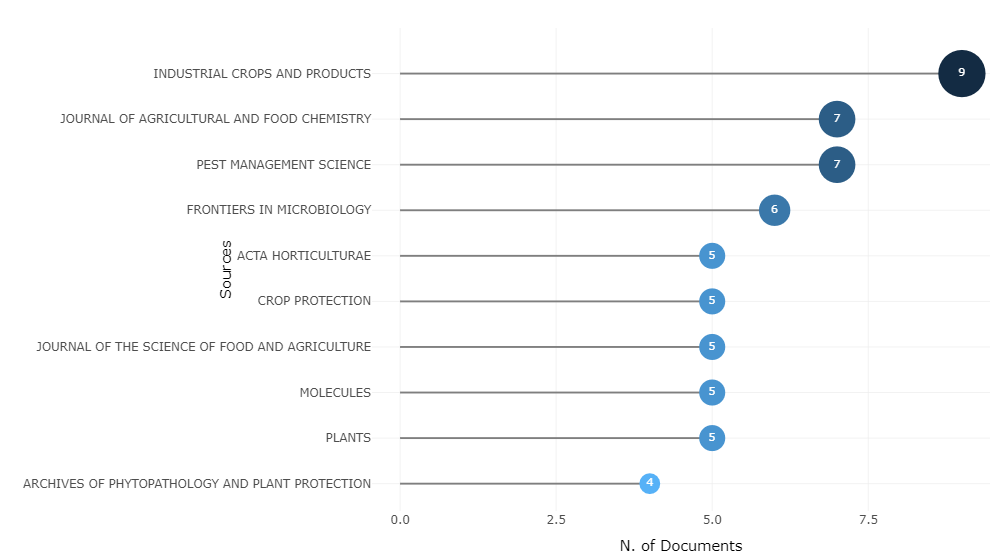 INDUSTRIAL CROPS AND PRODUCTS 9
JOURNAL OF AGRICULTURAL AND FOOD CHEMISTRY 7
PEST MANAGEMENT SCIENCE 7
FRONTIERS IN MICROBIOLOGY 6
Sources
ACTA HORTICULTURAE 5
CROP PROTECTION 5
JOURNAL OF THE SCIENCE OF FOOD AND AGRICULTURE 5
MOLECULES 5
PLANTS 5
ARCHIVES OF PHYTOPATHOLOGY AND PLANT PROTECTION 4
0.0 2.5 5.0 7.5
N. of Documents